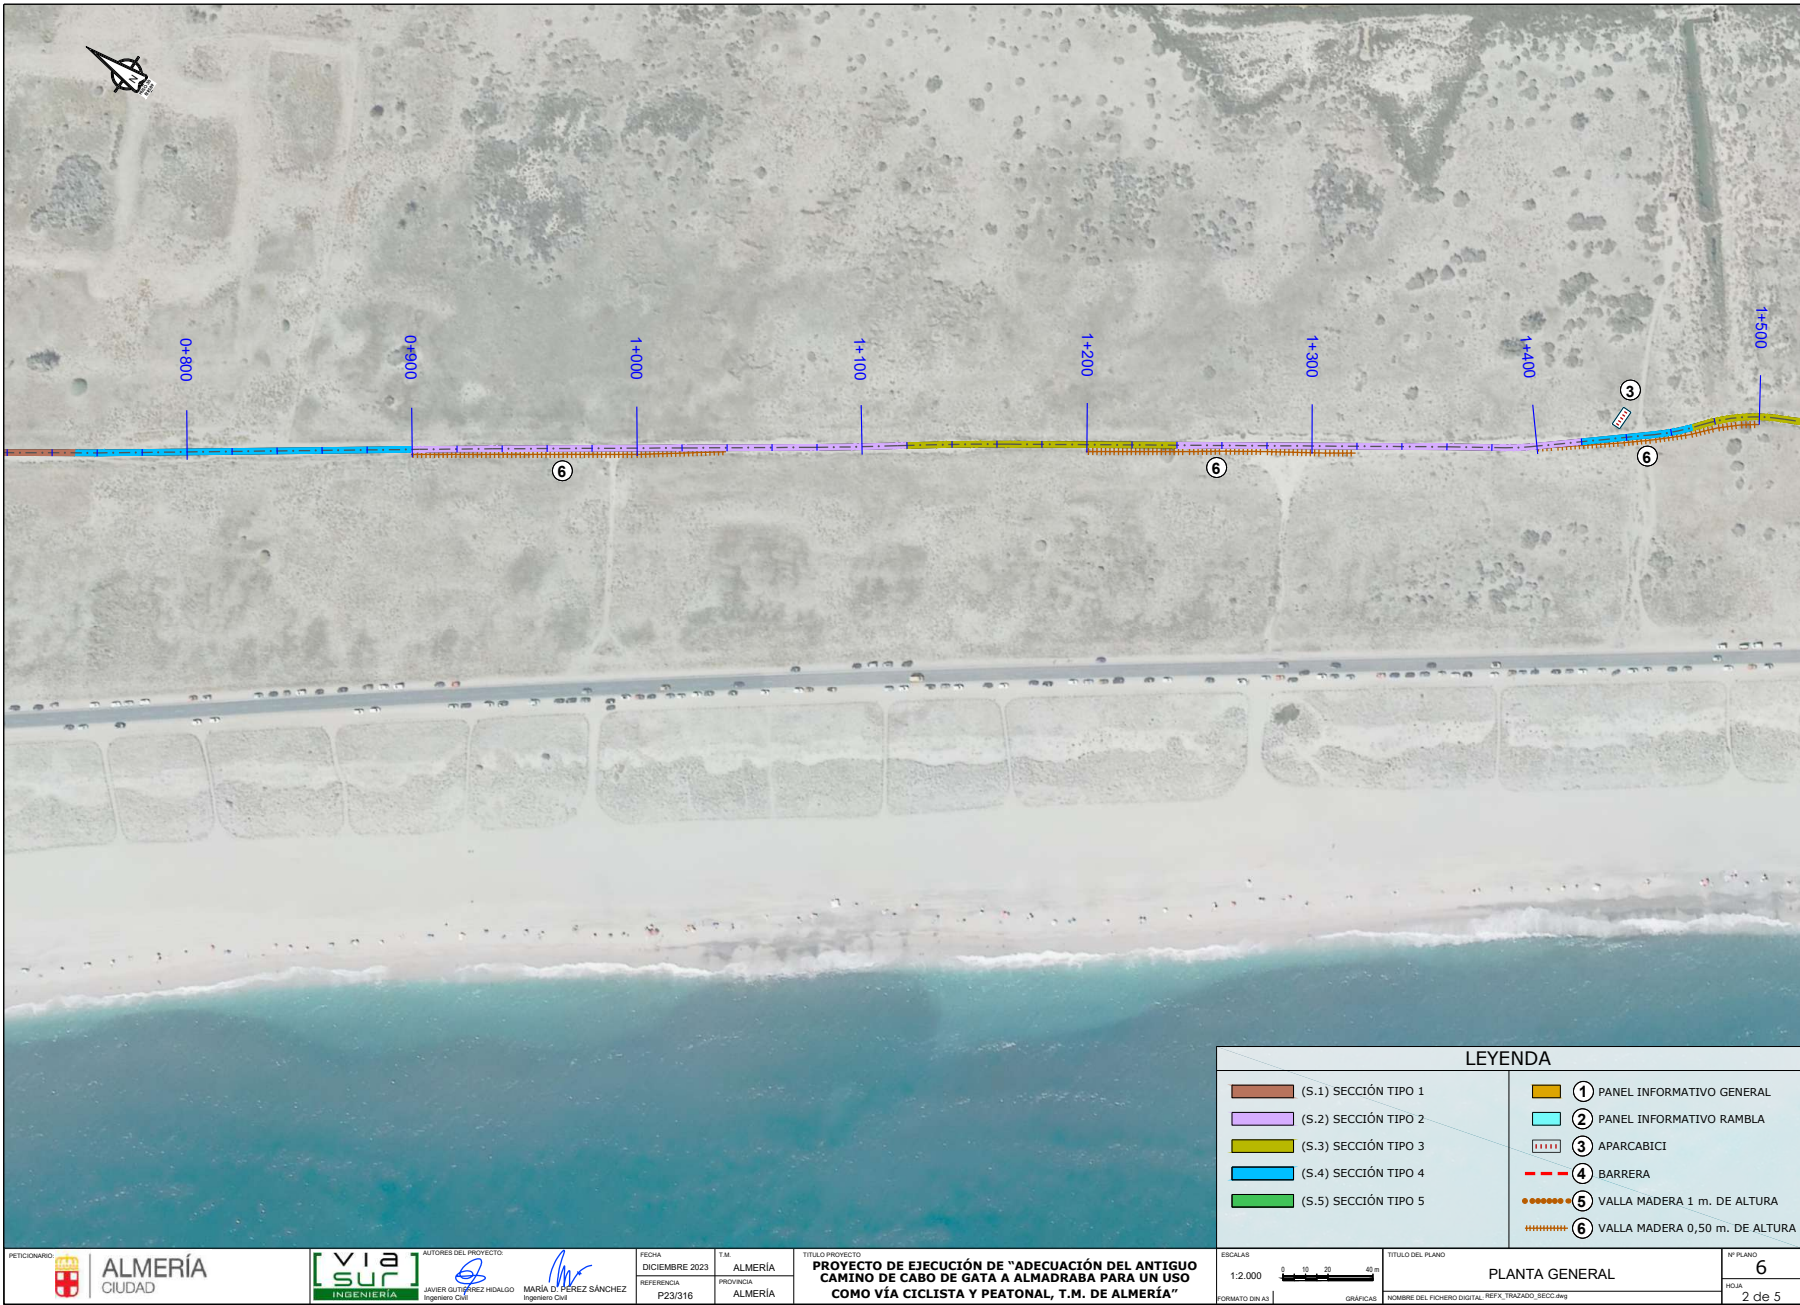 N
0+800
0+900
1+000
1+100
1+200
1+300
1+400
1+500
3
6
6
6
LEYENDA
(S.1) SECCIÓN TIPO 1
(S.2) SECCIÓN TIPO 2
(S.3) SECCIÓN TIPO 3
(S.4) SECCIÓN TIPO 4
(S.5) SECCIÓN TIPO 5
1 PANEL INFORMATIVO GENERAL
2 PANEL INFORMATIVO RAMBLA
3 APARCABICI
4 BARRERA
5 VALLA MADERA 1 m. DE ALTURA
6 VALLA MADERA 0,50 m. DE ALTURA
PETICIONARIO:
ALMERÍA
CIUDAD
[ via sur ]
INGENIERÍA
AUTORES DEL PROYECTO:
JAVIER GUTIÉRREZ HIDALGO
Ingeniero Civil
MARÍA D. PÉREZ SÁNCHEZ
Ingeniero Civil
FECHA
DICIEMBRE 2023
REFERENCIA
P23/316
T.M.
ALMERÍA
PROVINCIA
ALMERÍA
TITULO PROYECTO
PROYECTO DE EJECUCIÓN DE "ADECUACIÓN DEL ANTIGUO
CAMINO DE CABO DE GATA A ALMADRABA PARA UN USO
COMO VÍA CICLISTA Y PEATONAL, T.M. DE ALMERÍA"
ESCALAS
1:2.000
0 10 20 40 m
FORMATO DIN A3
GRÁFICAS
TITULO DEL PLANO
PLANTA GENERAL
NOMBRE DEL FICHERO DIGITAL: REFX_TRAZADO_SECC.dwg
Nº PLANO
6
HOJA
2 de 5